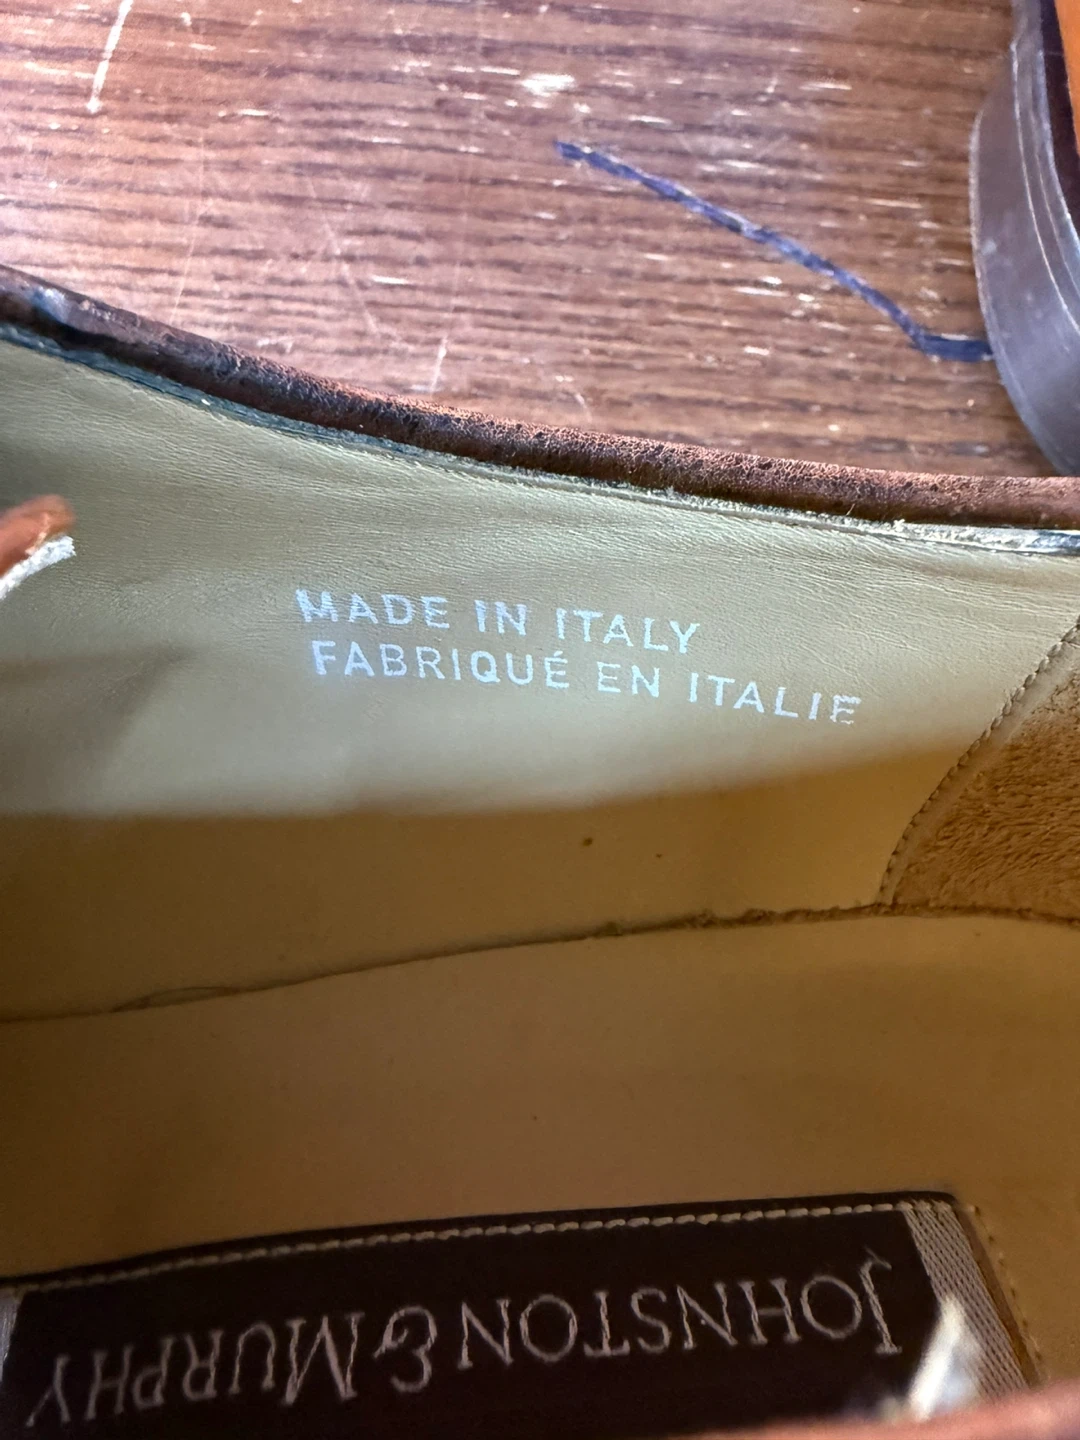 MADE IN ITALY
FABRIQUÉ EN ITALIE
JOHNSTON & MURPHY